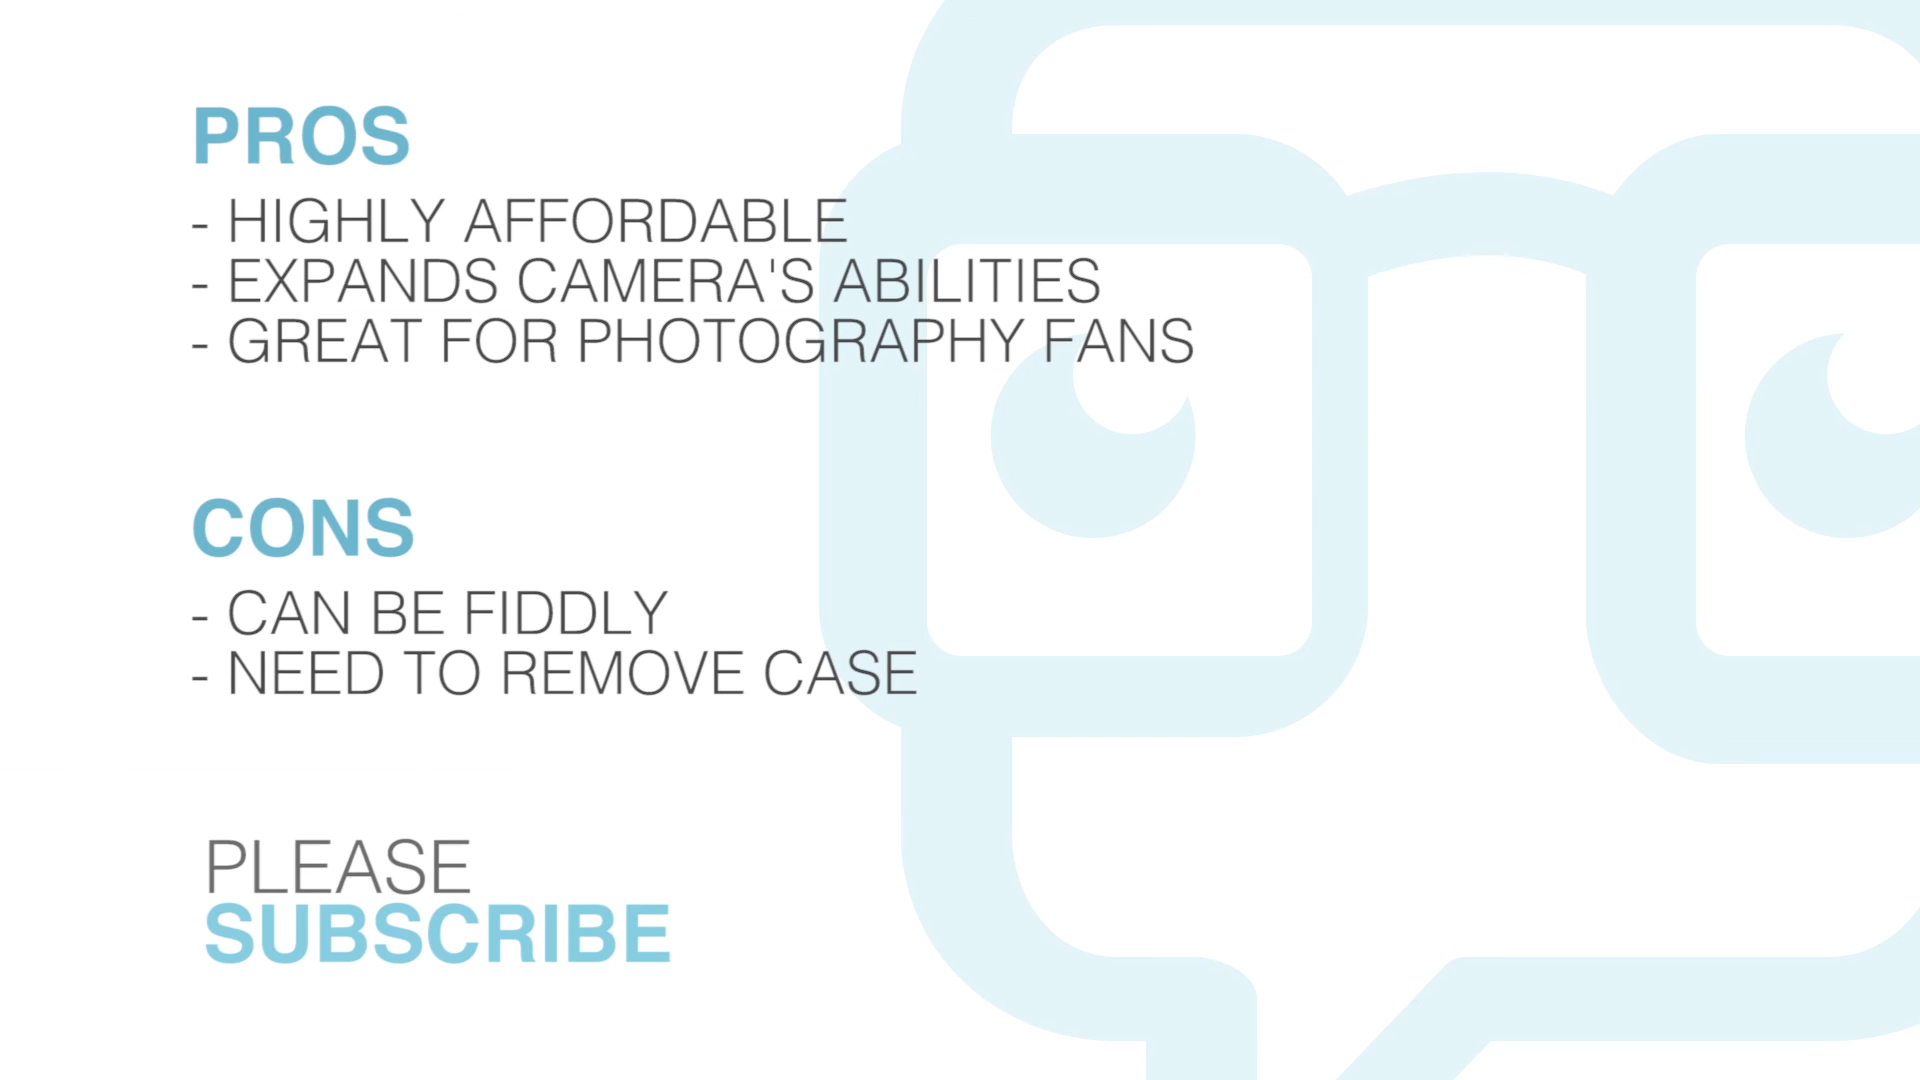 PROS
- HIGHLY AFFORDABLE
- EXPANDS CAMERA'S ABILITIES
- GREAT FOR PHOTOGRAPHY FANS
CONS
- CAN BE FIDDLY
- NEED TO REMOVE CASE
PLEASE
SUBSCRIBE